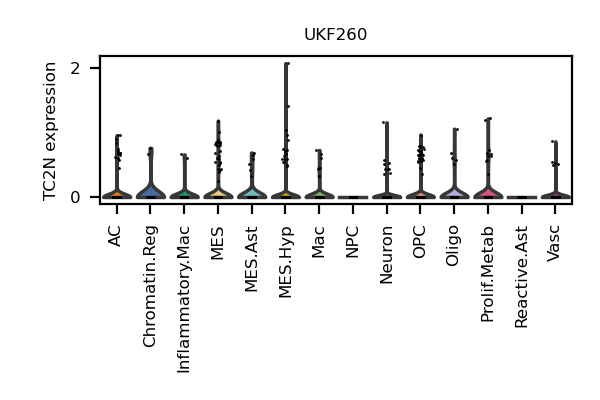 UKF260
TC2N expression
2
0
AC
Chromatin.Reg
Inflammatory.Mac
MES
MES.Ast
MES.Hyp
Mac
NPC
Neuron
OPC
Oligo
Prolif.Metab
Reactive.Ast
Vasc